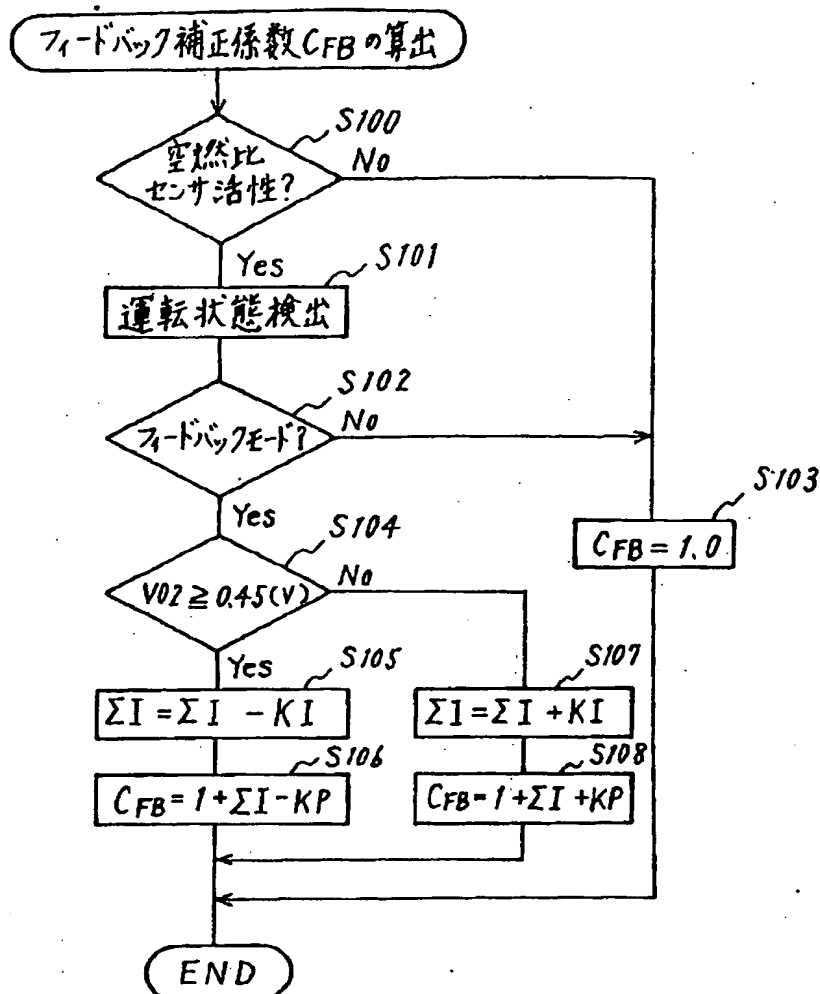 フィードバック補正係数CFBの算出
S100
空燃比
センサ活性?
No
Yes
S101
運転状態検出
S102
フィードバックモード?
No
Yes
S103
CFB=1.0
S104
VO2≧0.45(V)
No
Yes
S105
ΣI=ΣI-KI
S106
CFB=1+ΣI-KP
S107
ΣI=ΣI+KI
S108
CFB=1+ΣI+KP
END